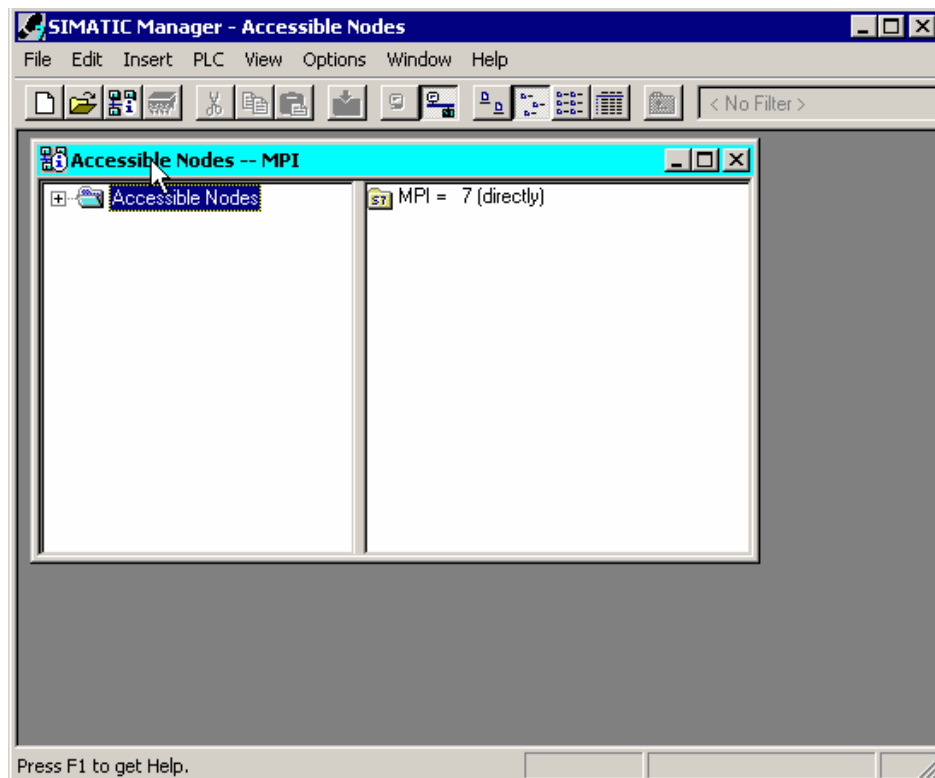 SIMATIC Manager - Accessible Nodes
File Edit Insert PLC View Options Window Help
< No Filter >
Accessible Nodes -- MPI
Accessible Nodes
S7 MPI = 7 (directly)
Press F1 to get Help.